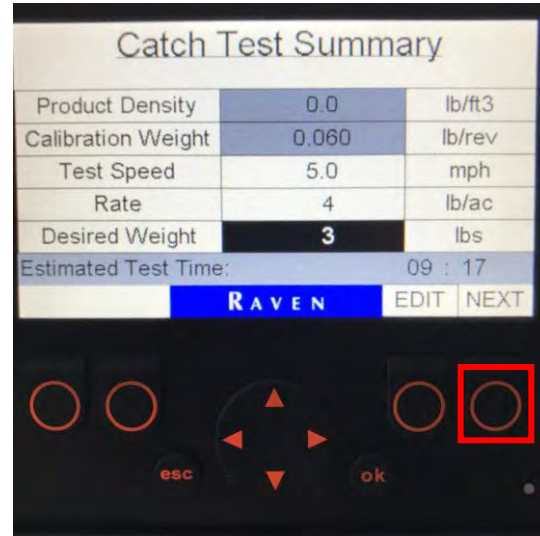 Catch Test Summary
Product Density 0.0 lb/ft3
Calibration Weight 0.060 lb/rev
Test Speed 5.0 mph
Rate 4 lb/ac
Desired Weight 3 lbs
Estimated Test Time: 09 : 17
RAVEN EDIT NEXT
esc ok